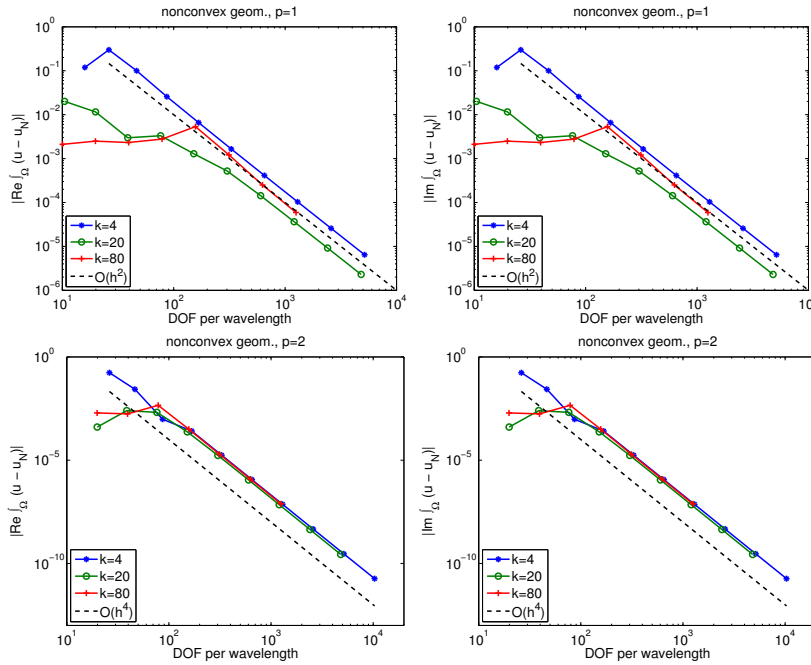 nonconvex geom., p=1
|Re ∫_Ω (u − u_N)|
10^0
10^-1
10^-2
10^-3
10^-4
10^-5
10^-6
k=4
k=20
k=80
O(h^2)
10^1 10^2 10^3 10^4
DOF per wavelength
nonconvex geom., p=1
|Im ∫_Ω (u − u_N)|
10^0
10^-1
10^-2
10^-3
10^-4
10^-5
10^-6
k=4
k=20
k=80
O(h^2)
10^1 10^2 10^3 10^4
DOF per wavelength
nonconvex geom., p=2
|Re ∫_Ω (u − u_N)|
10^0
10^-5
10^-10
k=4
k=20
k=80
O(h^4)
10^1 10^2 10^3 10^4
DOF per wavelength
nonconvex geom., p=2
|Im ∫_Ω (u − u_N)|
10^0
10^-5
10^-10
k=4
k=20
k=80
O(h^4)
10^1 10^2 10^3 10^4
DOF per wavelength